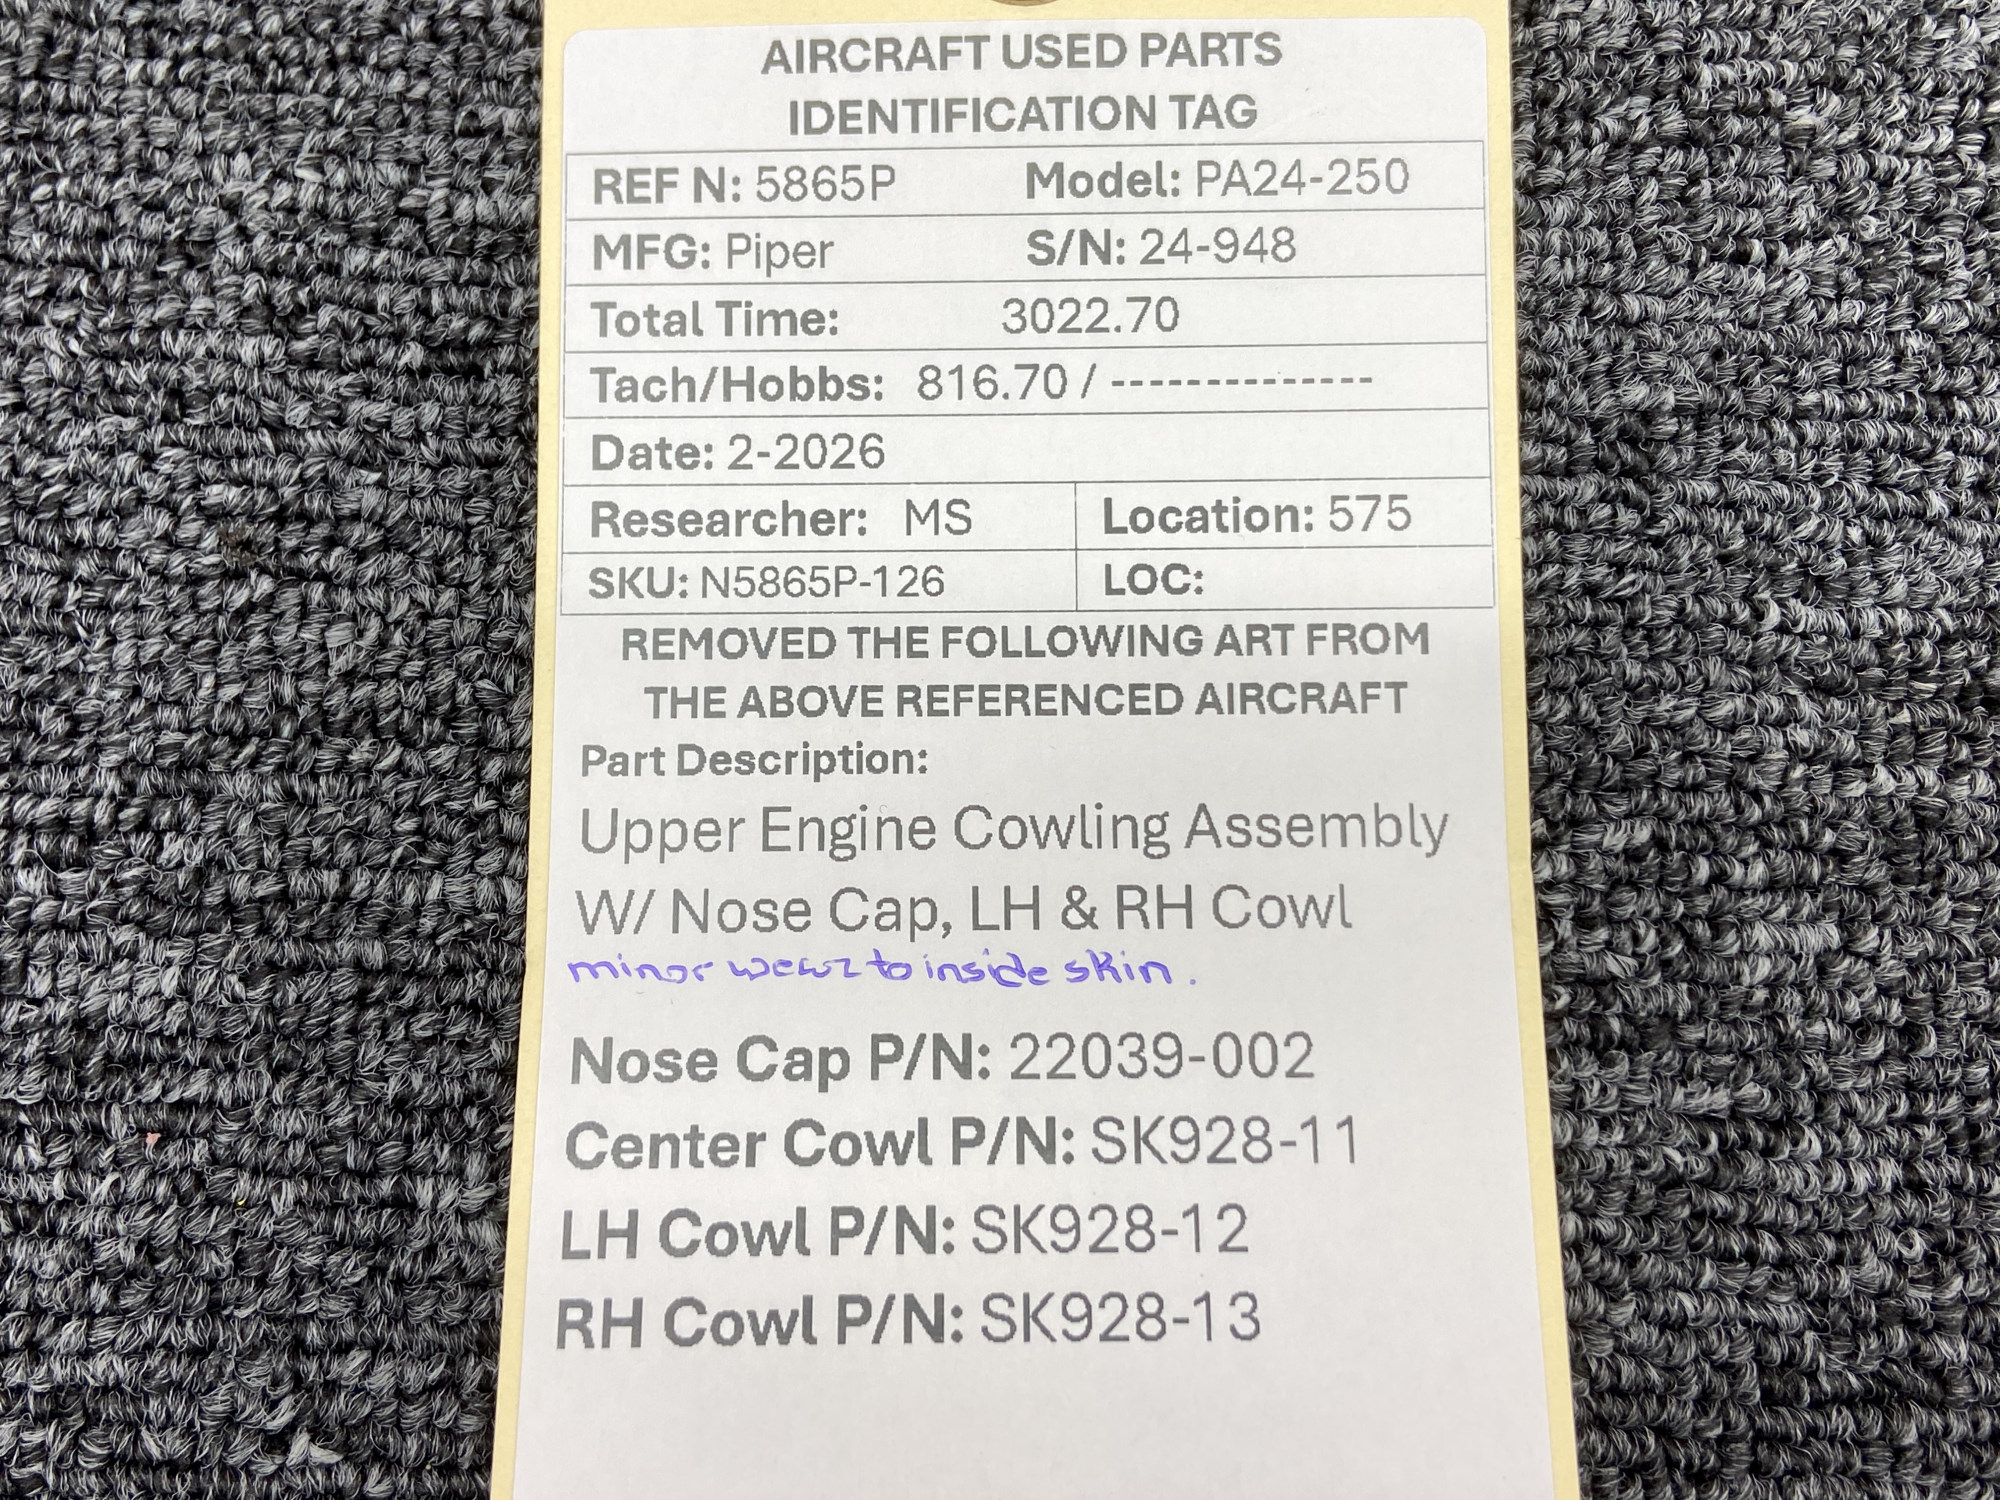 AIRCRAFT USED PARTS
IDENTIFICATION TAG
REF N: 5865P Model: PA24-250
MFG: Piper S/N: 24-948
Total Time: 3022.70
Tach/Hobbs: 816.70 / --------------
Date: 2-2026
Researcher: MS Location: 575
SKU: N5865P-126 LOC:
REMOVED THE FOLLOWING ART FROM
THE ABOVE REFERENCED AIRCRAFT
Part Description:
Upper Engine Cowling Assembly
W/ Nose Cap, LH & RH Cowl
minor wear to inside skin.
Nose Cap P/N: 22039-002
Center Cowl P/N: SK928-11
LH Cowl P/N: SK928-12
RH Cowl P/N: SK928-13